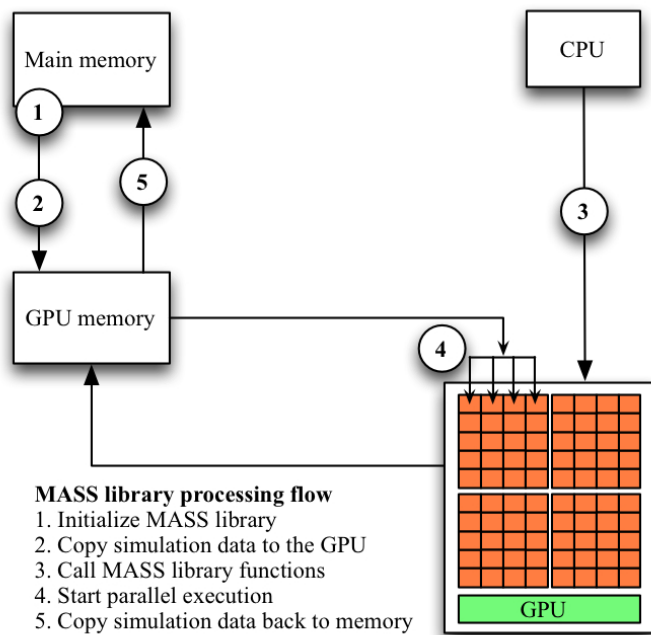 Main memory
CPU
1
5
2
3
GPU memory
4
MASS library processing flow
1. Initialize MASS library
2. Copy simulation data to the GPU
3. Call MASS library functions
4. Start parallel execution
5. Copy simulation data back to memory
GPU